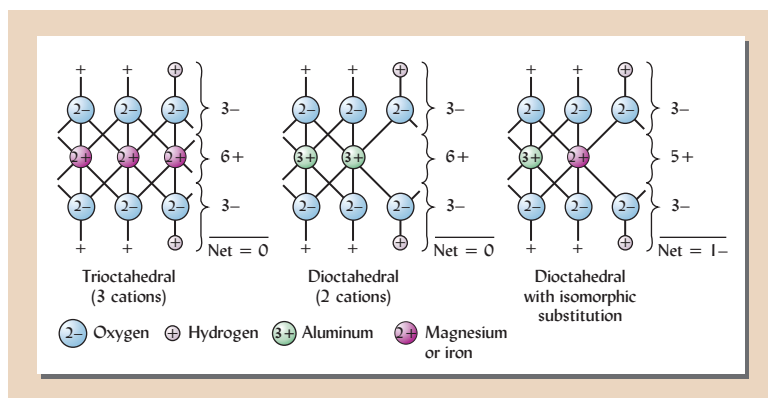 + + +
2– 2– 2–
3–
2+ 2+ 2+
6+
2– 2– 2–
3–
+ + +
Net = 0
Trioctahedral
(3 cations)
+ + +
2– 2– 2–
3–
3+ 3+
6+
2– 2– 2–
3–
+ + +
Net = 0
Dioctahedral
(2 cations)
+ + +
2– 2– 2–
3–
3+ 2+
5+
2– 2– 2–
3–
+ + +
Net = 1–
Dioctahedral
with isomorphic
substitution
2– Oxygen + Hydrogen 3+ Aluminum 2+ Magnesium
or iron